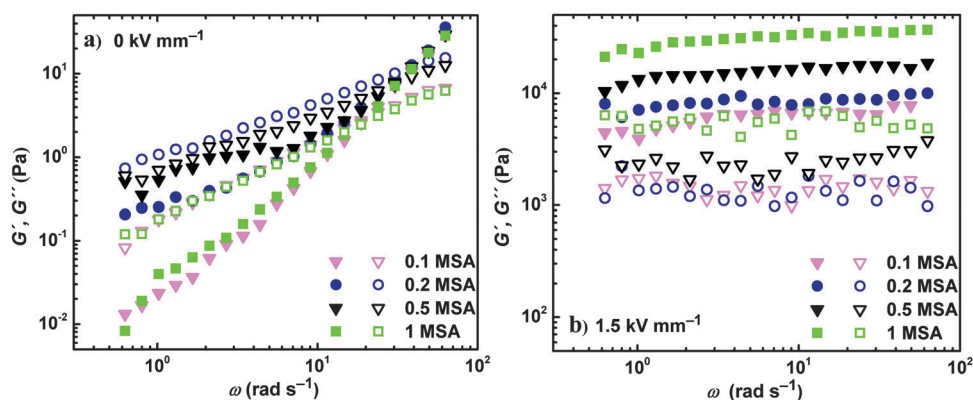 a) 0 kV mm⁻¹
G′, G″ (Pa)
10¹
10⁰
10⁻¹
10⁻²
10⁰
10¹
10²
ω (rad s⁻¹)
0.1 MSA
0.2 MSA
0.5 MSA
1 MSA
b) 1.5 kV mm⁻¹
G′, G″ (Pa)
10⁴
10³
10²
10⁰
10¹
10²
ω (rad s⁻¹)
0.1 MSA
0.2 MSA
0.5 MSA
1 MSA